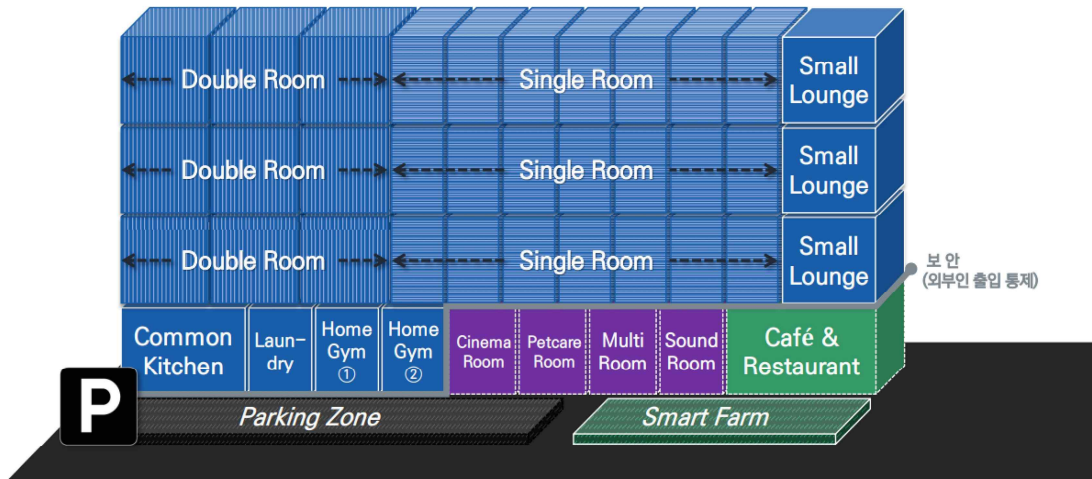 Double Room
Single Room
Small
Lounge
Double Room
Single Room
Small
Lounge
Double Room
Single Room
Small
Lounge
보 안
(외부인 출입 통제)
Common
Kitchen
Laun-
dry
Home
Gym
①
Home
Gym
②
Cinema
Room
Petcare
Room
Multi
Room
Sound
Room
Café &
Restaurant
P
Parking Zone
Smart Farm